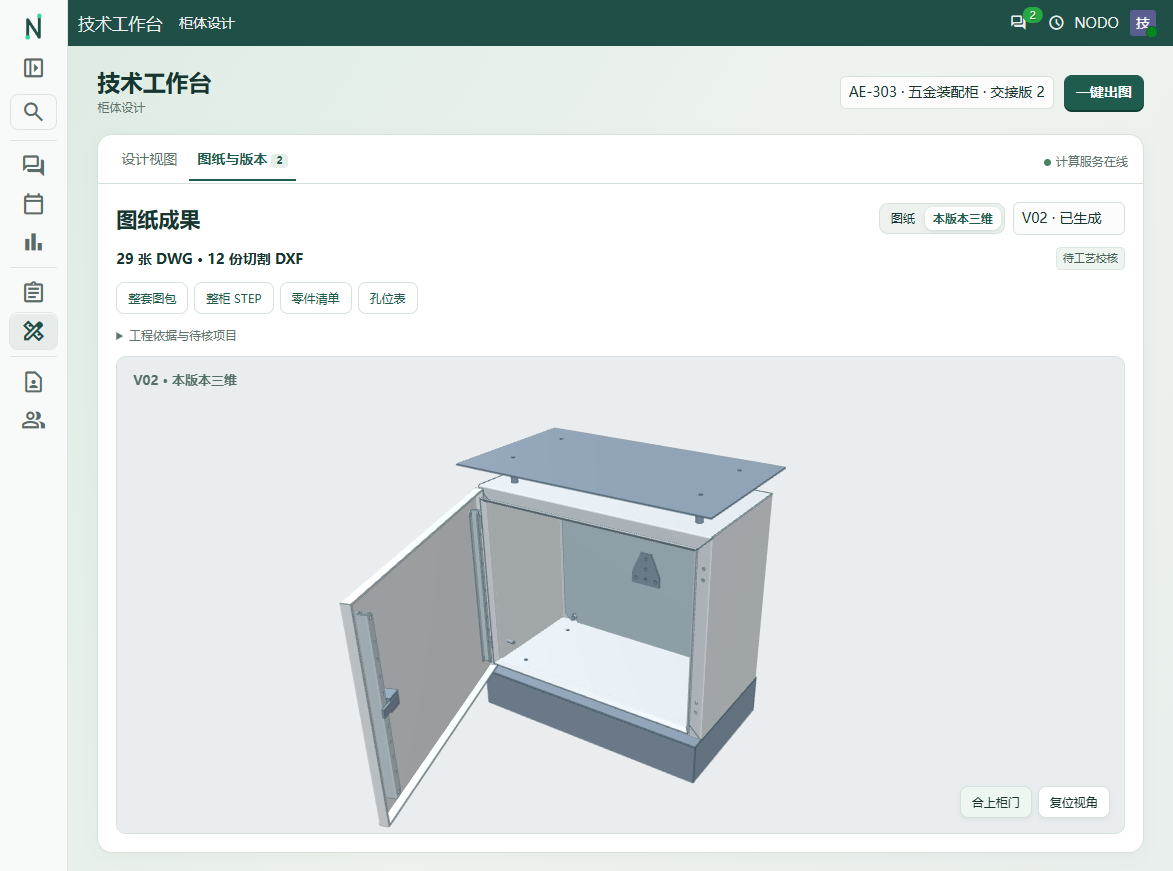 技术工作台 柜体设计 2 NODO 技
技术工作台
柜体设计
AE-303 · 五金装配柜 · 交接版 2
一键出图
设计视图 图纸与版本 2
计算服务在线
图纸成果
图纸 本版本三维 V02 · 已生成
29 张 DWG • 12 份切割 DXF
待工艺校核
整套图包 整柜 STEP 零件清单 孔位表
工程依据与待核项目
V02 • 本版本三维
合上柜门 复位视角